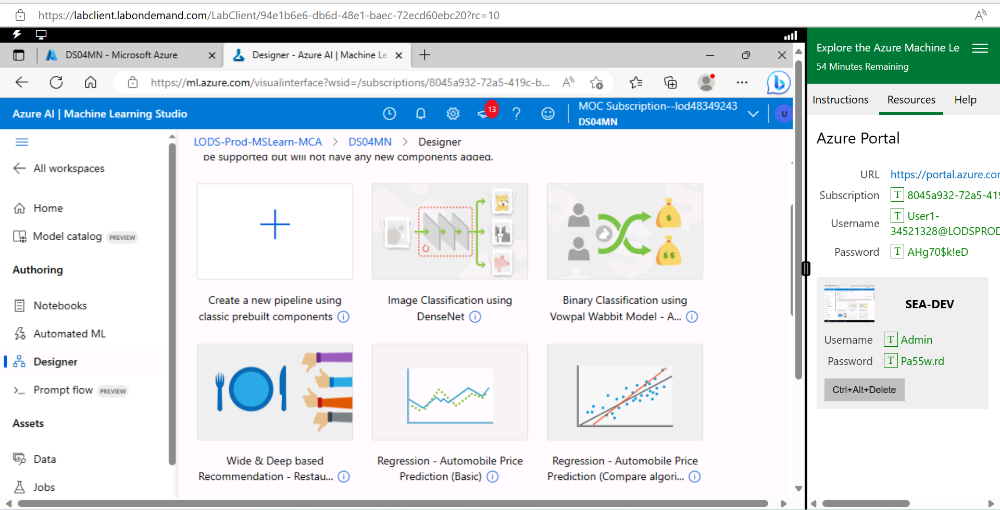 https://labclient.labondemand.com/LabClient/94e1b6e6-db6d-48e1-baec-72ecd60ebc20?rc=10
DS04MN - Microsoft Azure
Designer - Azure AI | Machine Le
https://ml.azure.com/visualinterface?wsid=/subscriptions/8045a932-72a5-419c-b...
Azure AI | Machine Learning Studio
13
MOC Subscription--lod48349243
DS04MN
U
All workspaces
Home
Model catalog PREVIEW
Authoring
Notebooks
Automated ML
Designer
Prompt flow PREVIEW
Assets
Data
Jobs
LODS-Prod-MSLearn-MCA > DS04MN > Designer
be supported but will not have any new components added.
Create a new pipeline using
classic prebuilt components
Image Classification using
DenseNet
$
$$
Binary Classification using
Vowpal Wabbit Model - A...
Wide & Deep based
Recommendation - Restau...
Regression - Automobile Price
Prediction (Basic)
Regression - Automobile Price
Prediction (Compare algori...
Explore the Azure Machine Le
54 Minutes Remaining
Instructions
Resources
Help
Azure Portal
URL https://portal.azure.cor
Subscription T 8045a932-72a5-419
Username T User1-
34521328@LODSPROD
Password T AHg70$k!eD
SEA-DEV
Username T Admin
Password T Pa55w.rd
Ctrl+Alt+Delete